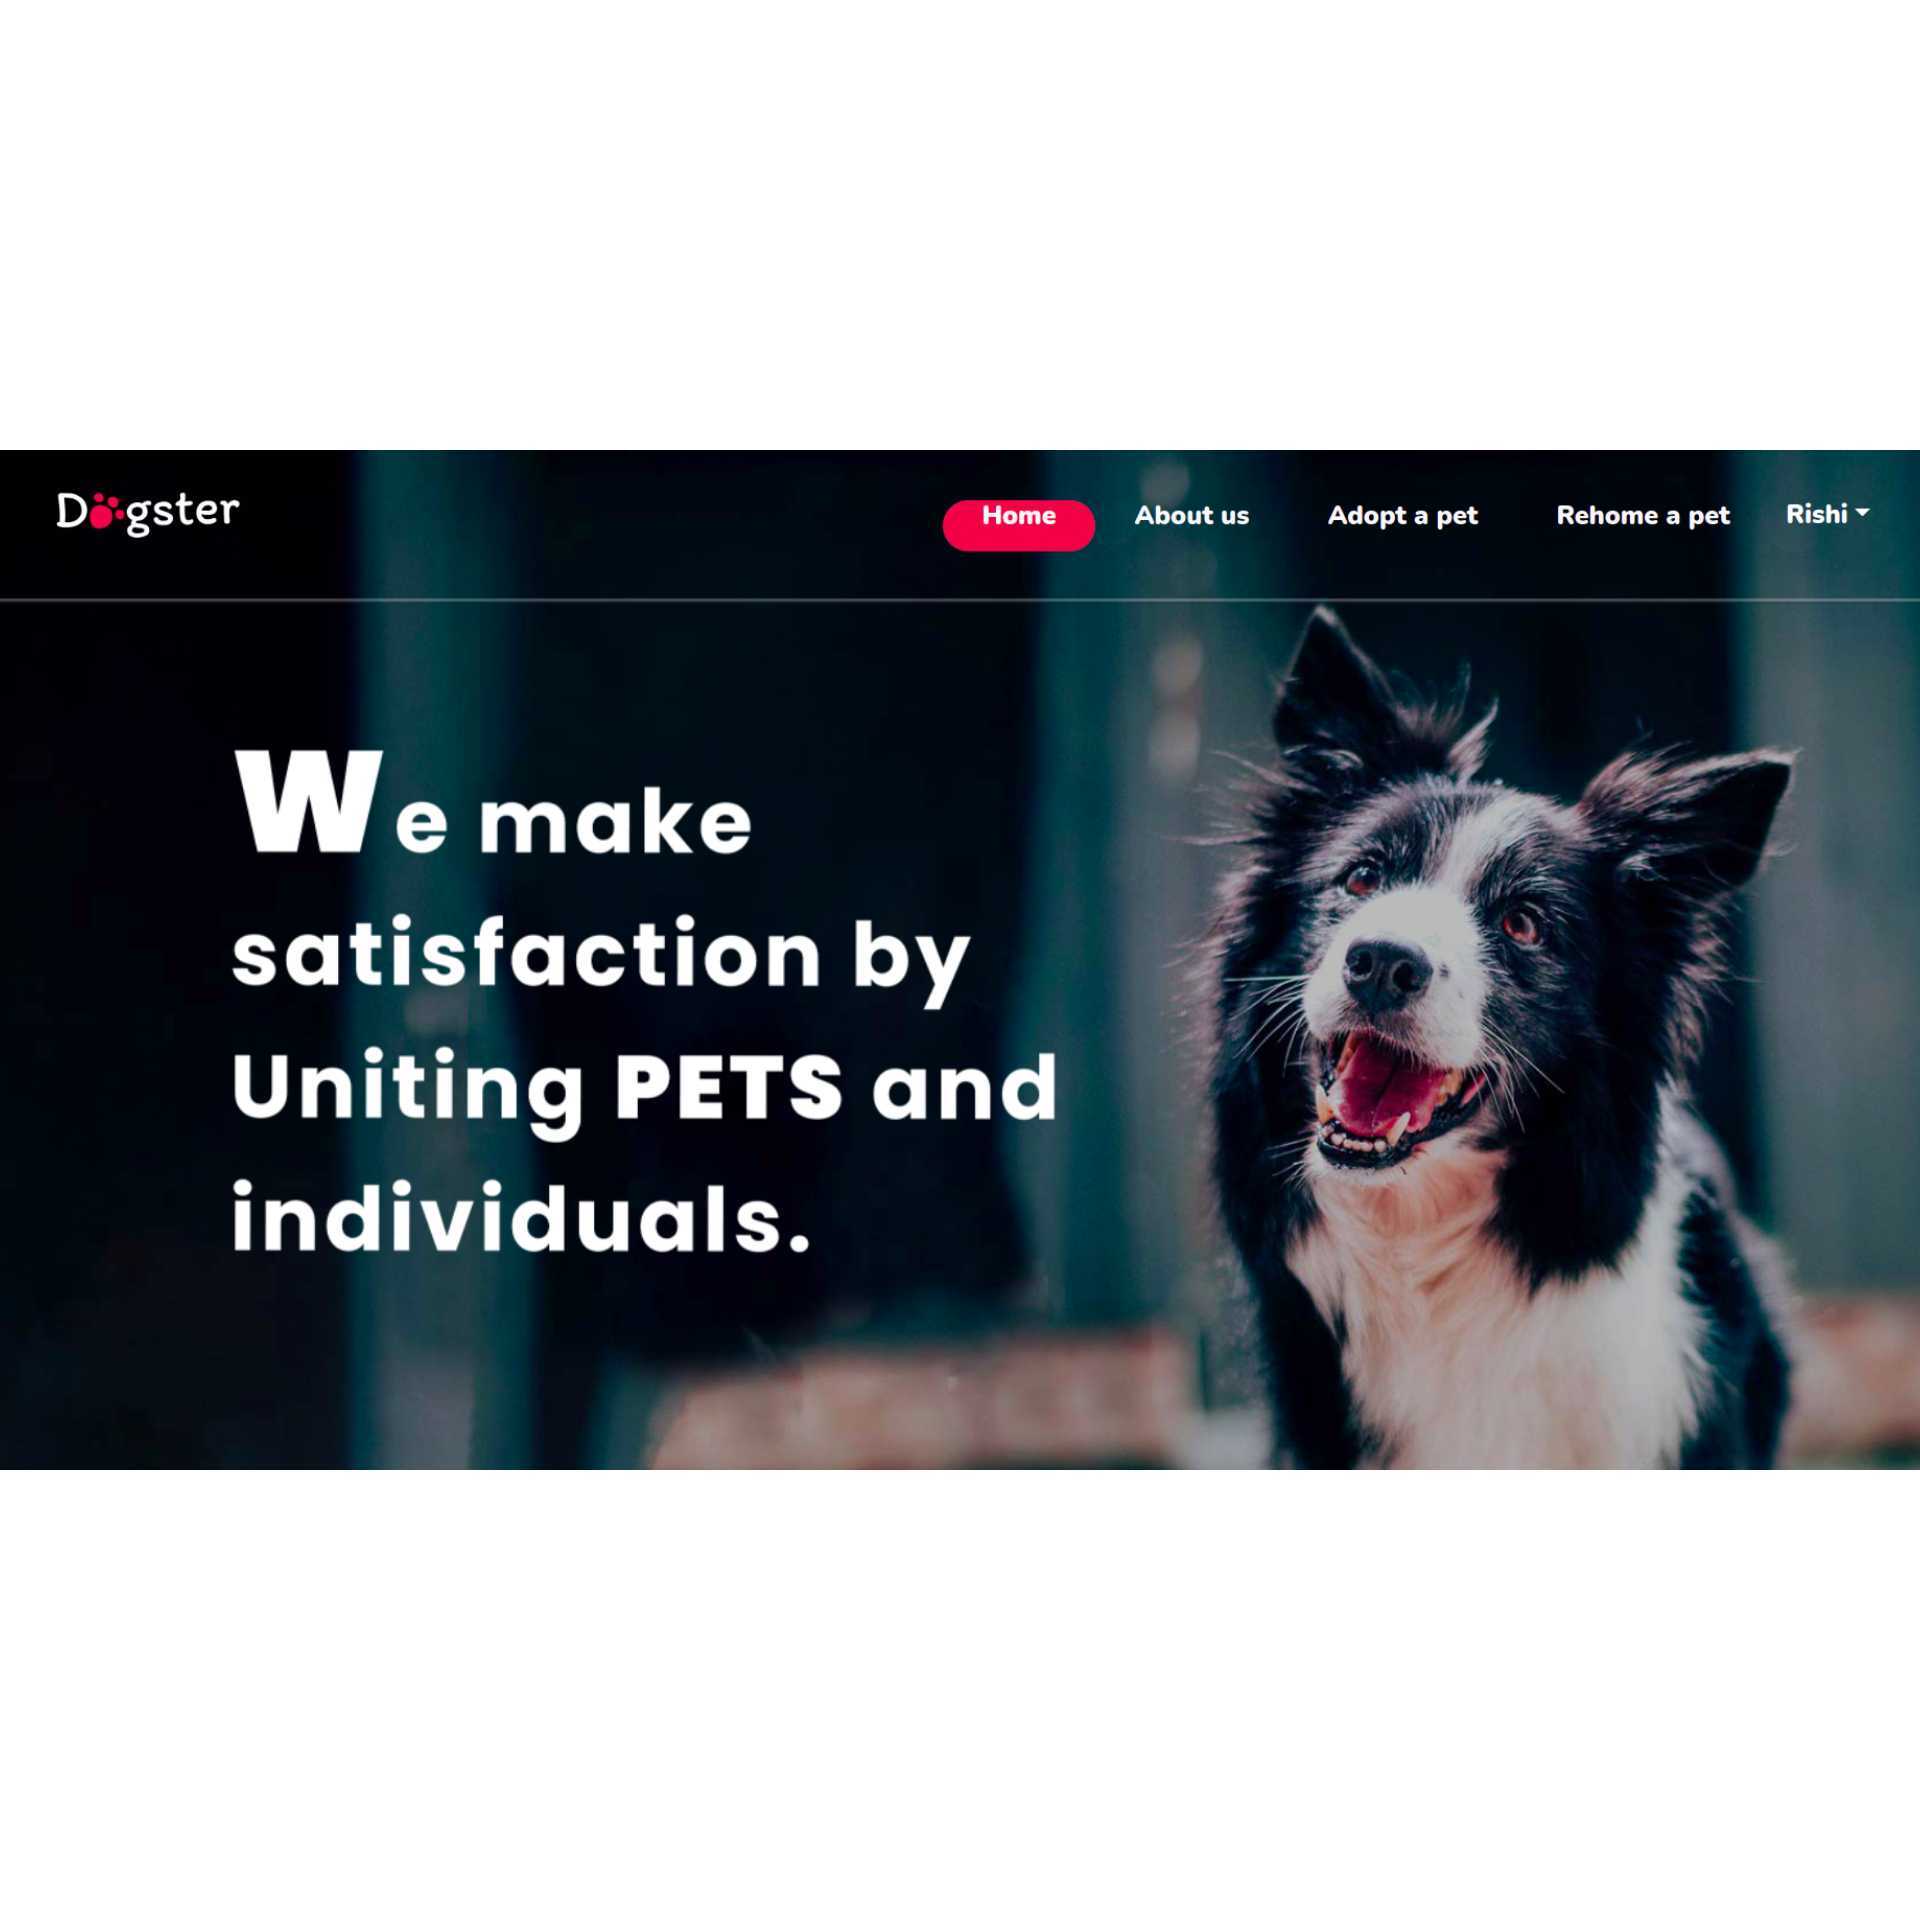 Dogster
Home About us Adopt a pet Rehome a pet Rishi
We make
satisfaction by
Uniting PETS and
individuals.